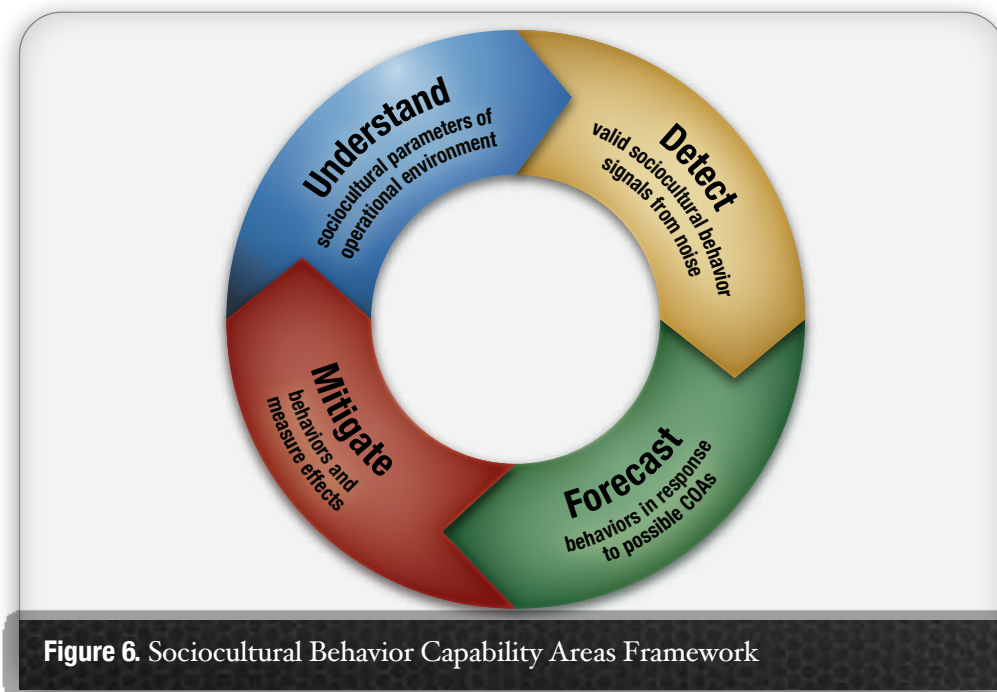 Understand
sociocultural parameters of
operational environment
Detect
valid sociocultural behavior
signals from noise
Forecast
behaviors in response
to possible COAs
Mitigate
behaviors and
measure effects
Figure 6. Sociocultural Behavior Capability Areas Framework